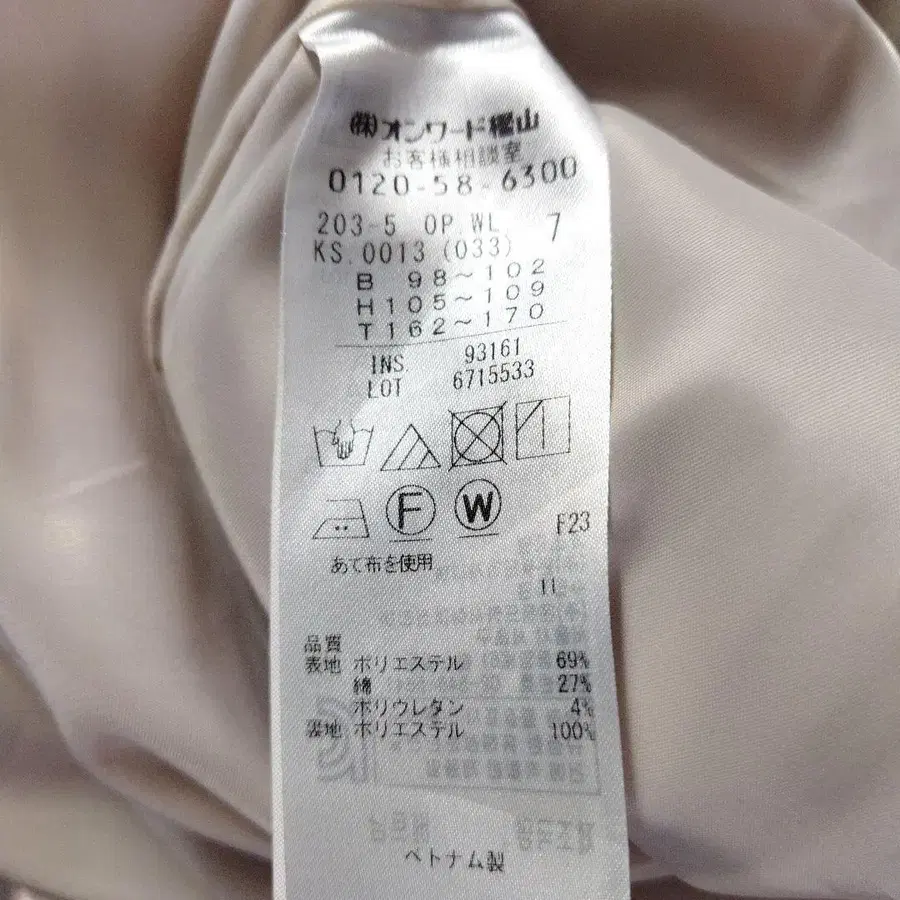 ㈱オンワード樫山
お客様相談室
0120-58-6300
203-5 OP.WL. 7
KS.0013 (033)
B 98～102
H105～109
T162～170
INS. 93161
LOT 6715533
F W
F23
あて布を使用
11
品質
表地 ポリエステル 69%
綿 27%
ポリウレタン 4%
裏地 ポリエステル 100%
ベトナム製